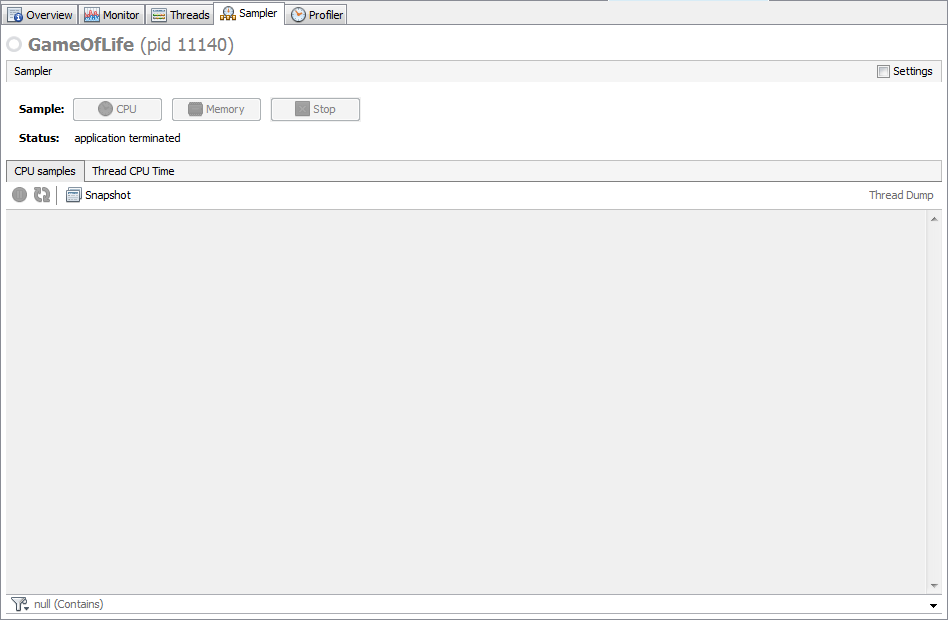 Overview Monitor Threads Sampler Profiler
GameOfLife (pid 11140)
Sampler Settings
Sample: CPU Memory Stop
Status: application terminated
CPU samples Thread CPU Time
Snapshot Thread Dump
null (Contains)